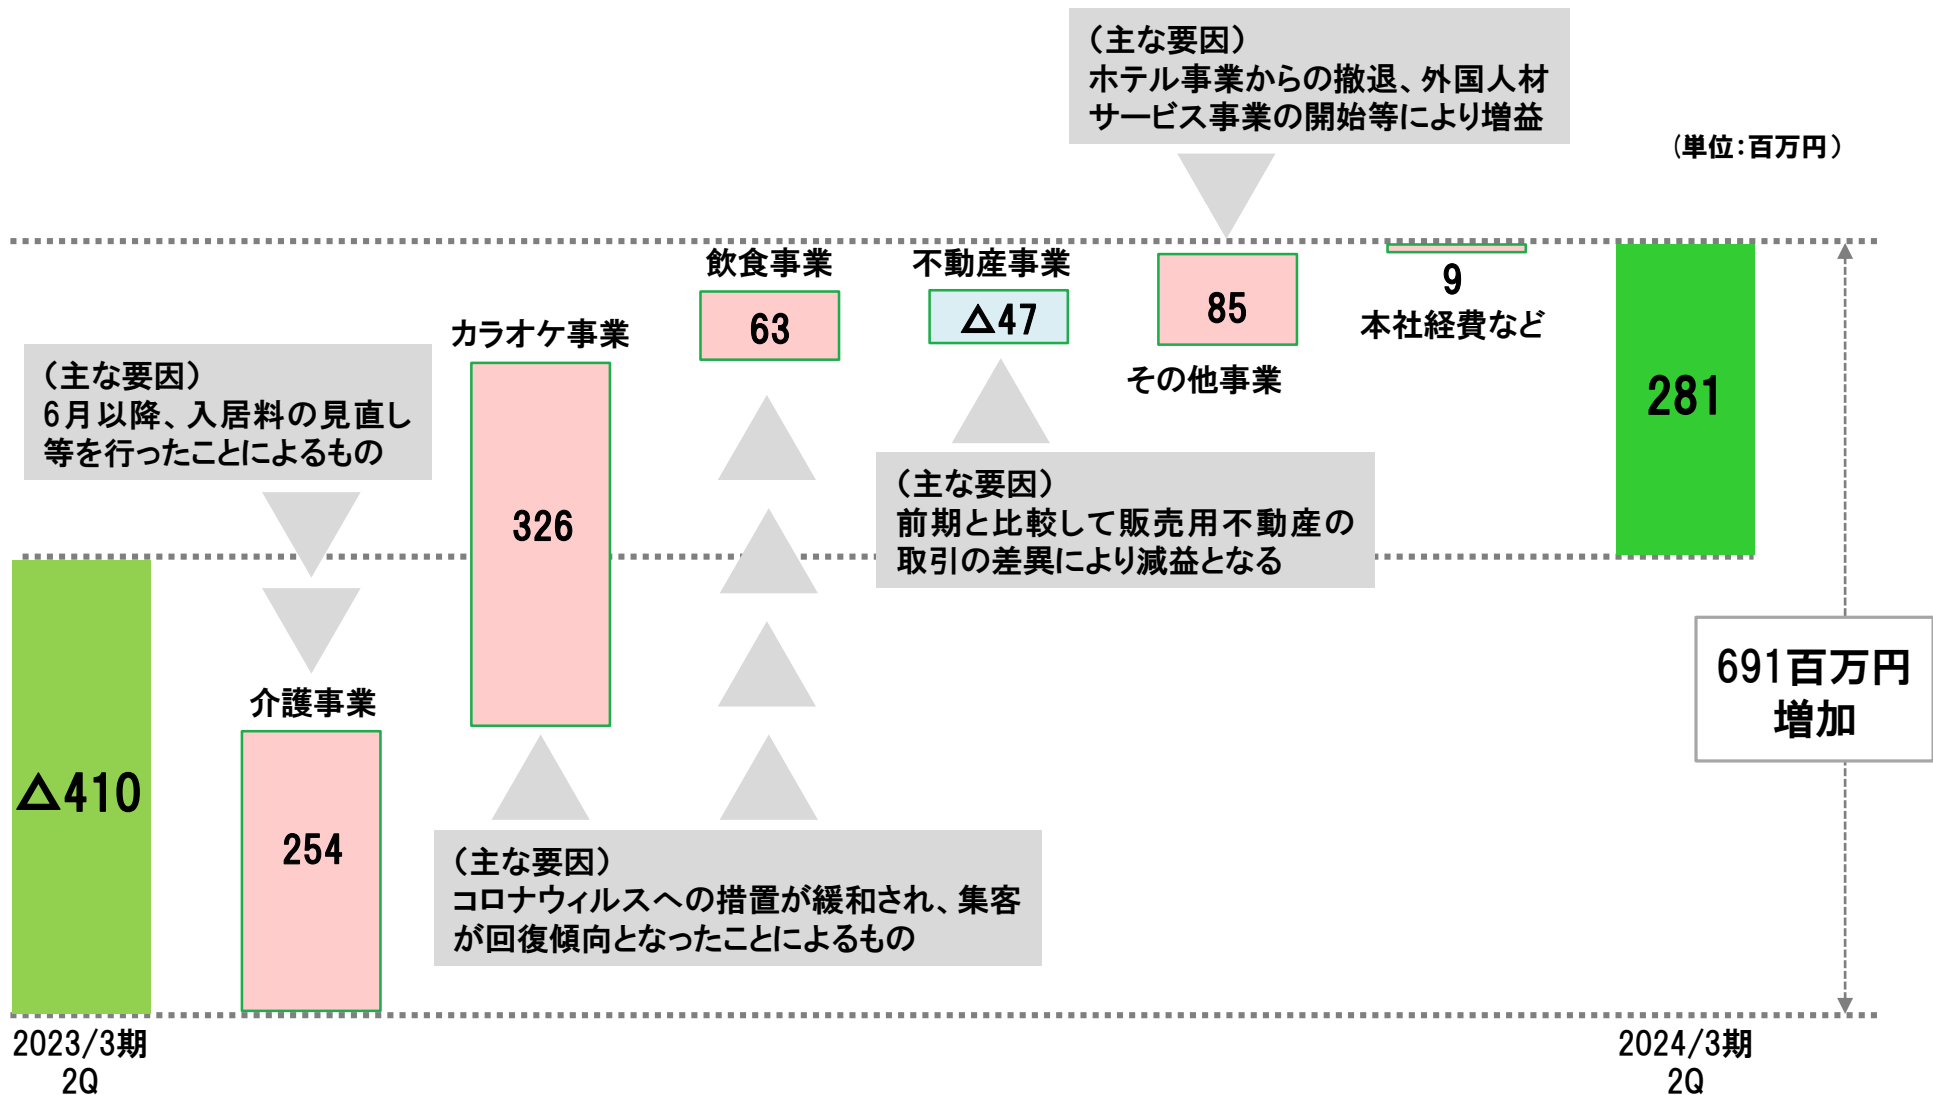 （主な要因）
ホテル事業からの撤退、外国人材
サービス事業の開始等により増益
（単位：百万円）
飲食事業
63
不動産事業
△47
85
その他事業
9
本社経費など
カラオケ事業
326
（主な要因）
6月以降、入居料の見直し
等を行ったことによるもの
281
（主な要因）
前期と比較して販売用不動産の
取引の差異により減益となる
691百万円
増加
介護事業
254
△410
（主な要因）
コロナウィルスへの措置が緩和され、集客
が回復傾向となったことによるもの
2023/3期
2Q
2024/3期
2Q